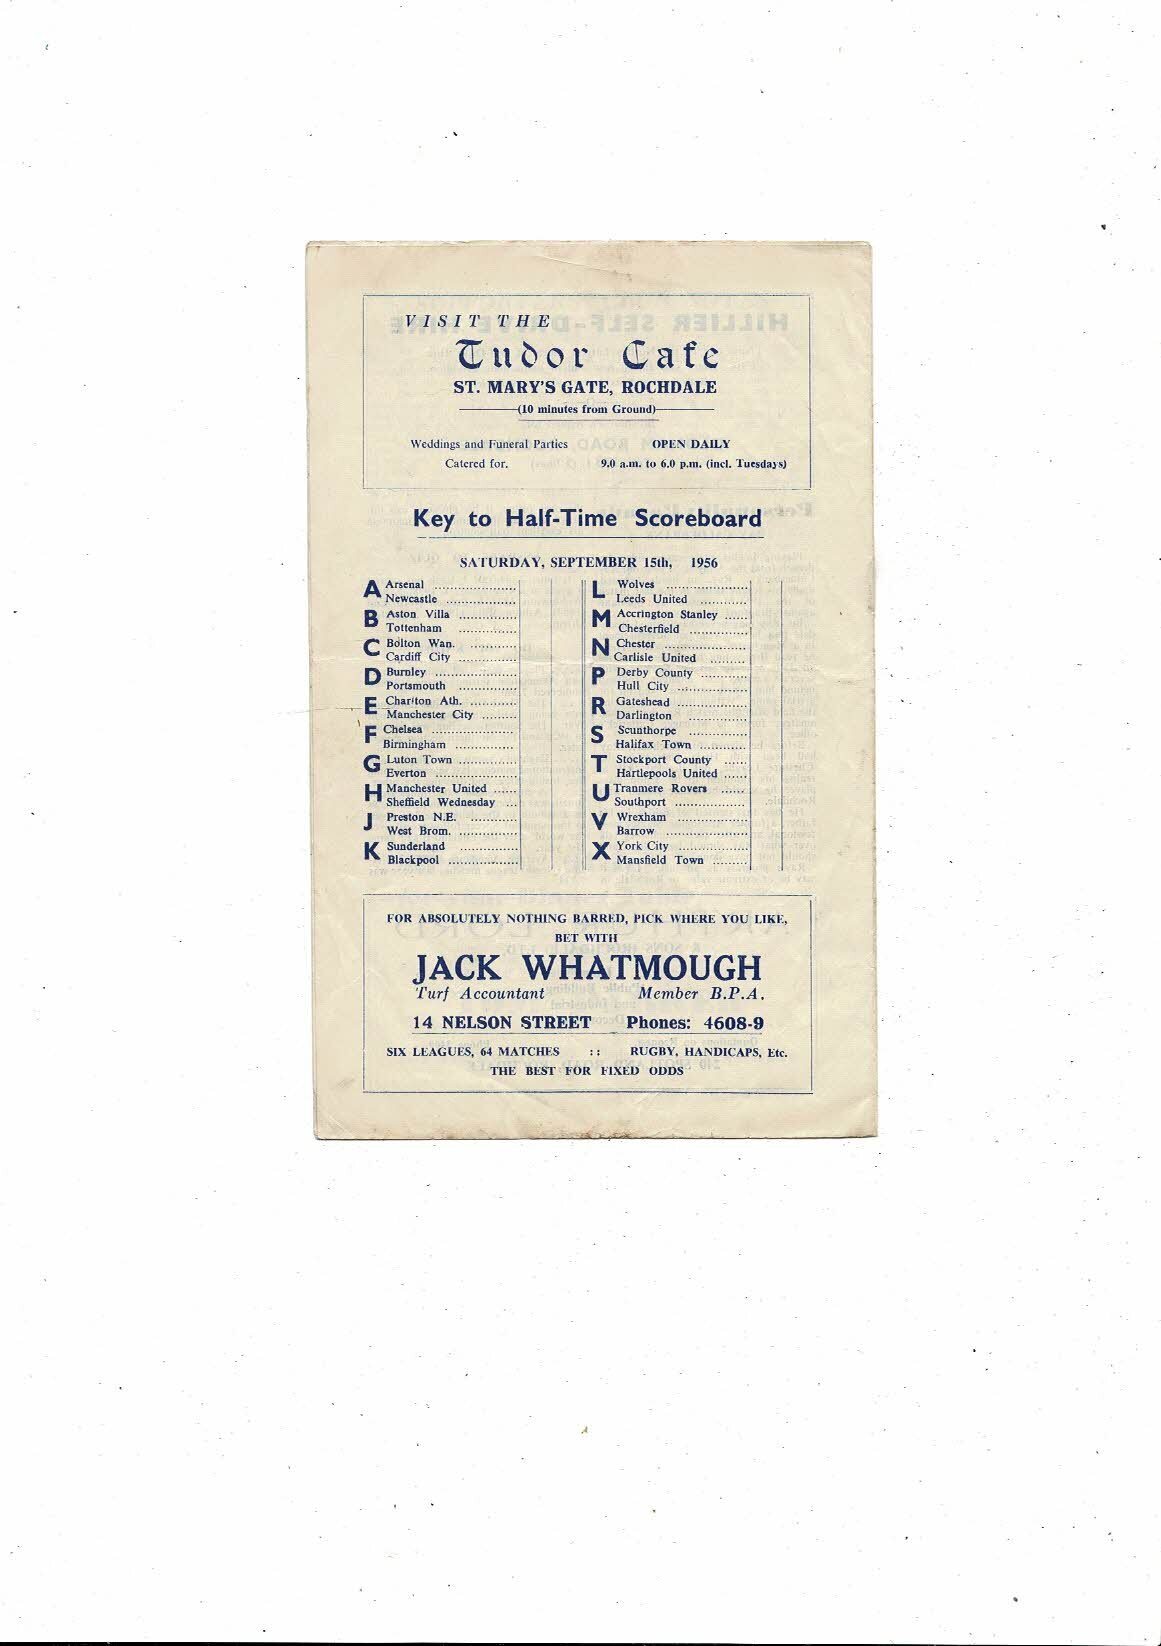 VISIT THE
Tudor Cafe
ST. MARY'S GATE, ROCHDALE
(10 minutes from Ground)
Weddings and Funeral Parties OPEN DAILY
Catered for. 9.0 a.m. to 6.0 p.m. (incl. Tuesdays)
Key to Half-Time Scoreboard
SATURDAY, SEPTEMBER 15th, 1956
A Arsenal
Newcastle
B Aston Villa
Tottenham
C Bolton Wan.
Cardiff City
D Burnley
Portsmouth
E Charlton Ath.
Manchester City
F Chelsea
Birmingham
G Luton Town
Everton
H Manchester United
Sheffield Wednesday
J Preston N.E.
West Brom.
K Sunderland
Blackpool
L Wolves
Leeds United
M Accrington Stanley
Chesterfield
N Chester
Carlisle United
P Derby County
Hull City
R Gateshead
Darlington
S Scunthorpe
Halifax Town
T Stockport County
Hartlepools United
U Tranmere Rovers
Southport
V Wrexham
Barrow
X York City
Mansfield Town
FOR ABSOLUTELY NOTHING BARRED, PICK WHERE YOU LIKE,
BET WITH
JACK WHATMOUGH
Turf Accountant Member B.P.A.
14 NELSON STREET Phones: 4608-9
SIX LEAGUES, 64 MATCHES :: RUGBY, HANDICAPS, Etc.
THE BEST FOR FIXED ODDS